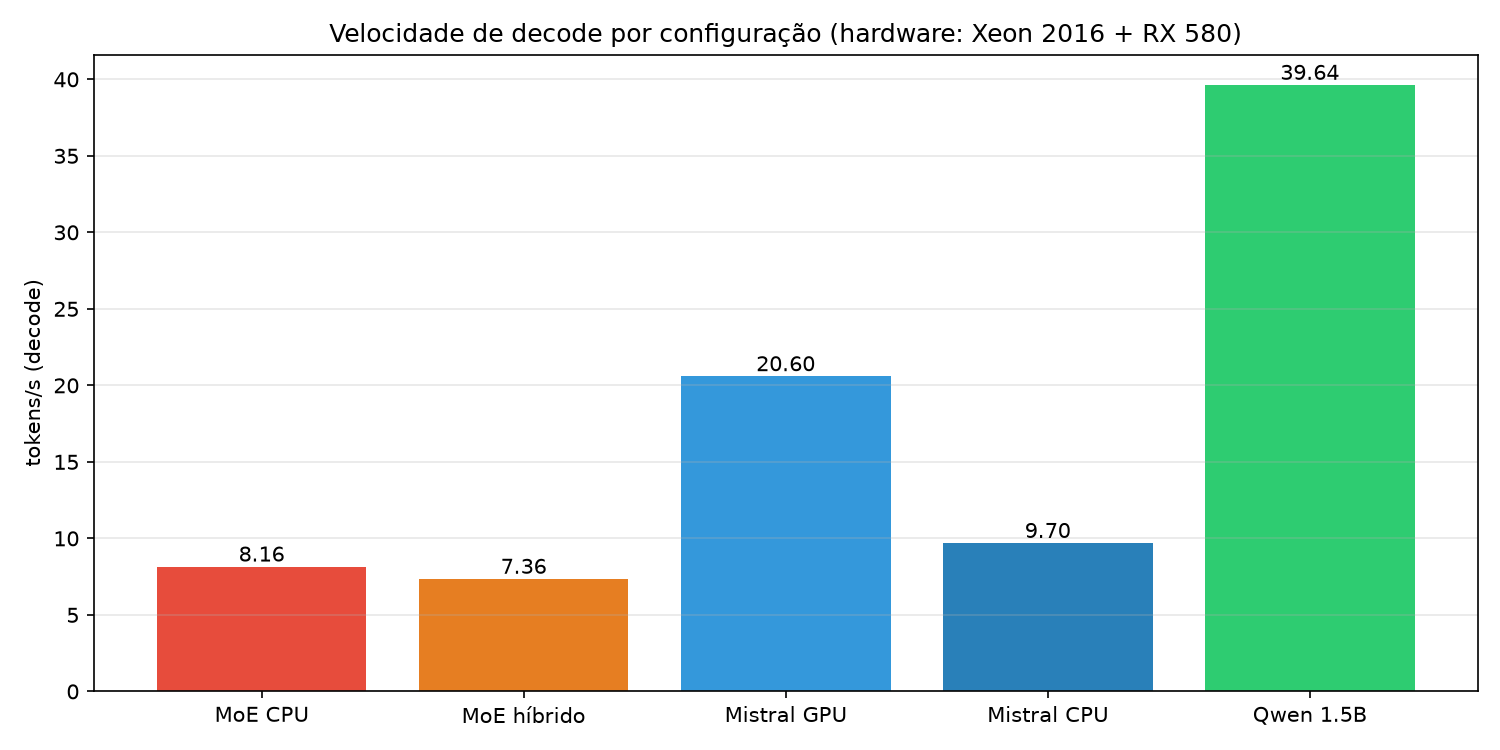 Velocidade de decode por configuração (hardware: Xeon 2016 + RX 580)
tokens/s (decode)
40
35
30
25
20
15
10
5
0
8.16
7.36
20.60
9.70
39.64
MoE CPU
MoE híbrido
Mistral GPU
Mistral CPU
Qwen 1.5B